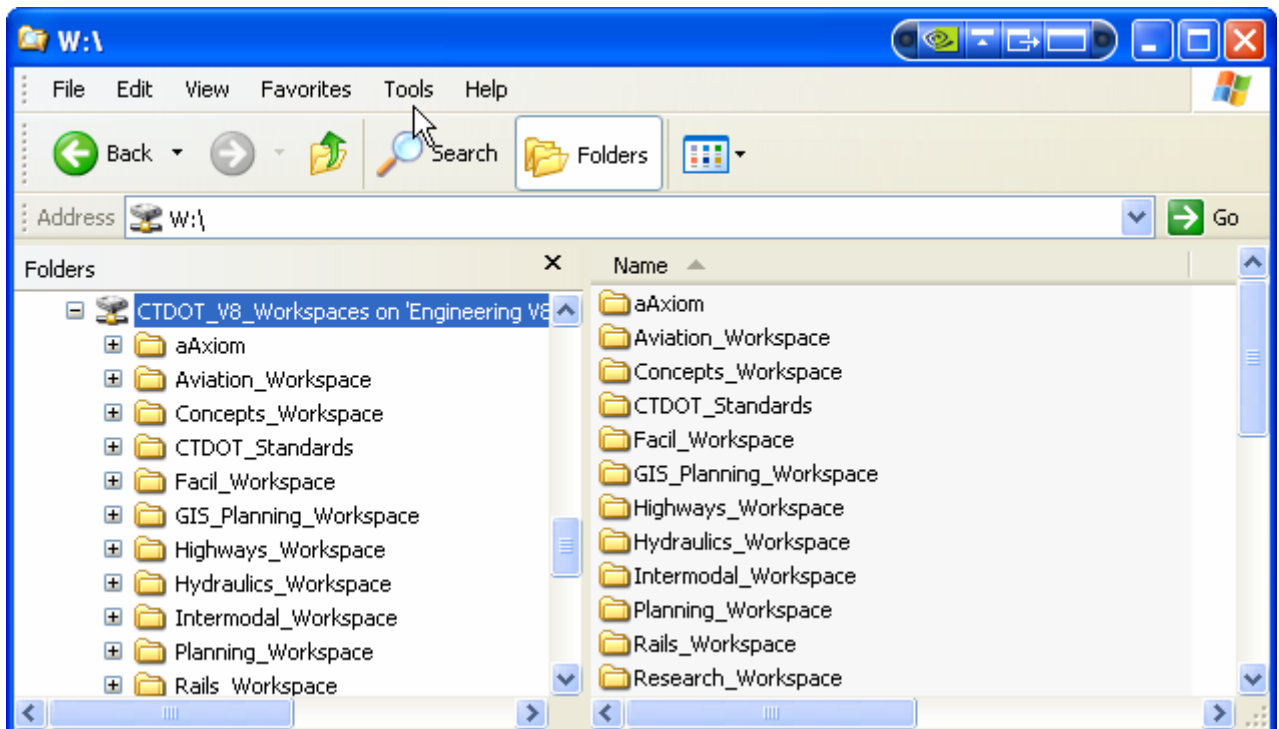 W:\
File Edit View Favorites Tools Help
Back Search Folders
Address W:\ Go
Folders
CTDOT_V8_Workspaces on 'Engineering V8
aAxiom
Aviation_Workspace
Concepts_Workspace
CTDOT_Standards
Facil_Workspace
GIS_Planning_Workspace
Highways_Workspace
Hydraulics_Workspace
Intermodal_Workspace
Planning_Workspace
Rails_Workspace
Name
aAxiom
Aviation_Workspace
Concepts_Workspace
CTDOT_Standards
Facil_Workspace
GIS_Planning_Workspace
Highways_Workspace
Hydraulics_Workspace
Intermodal_Workspace
Planning_Workspace
Rails_Workspace
Research_Workspace